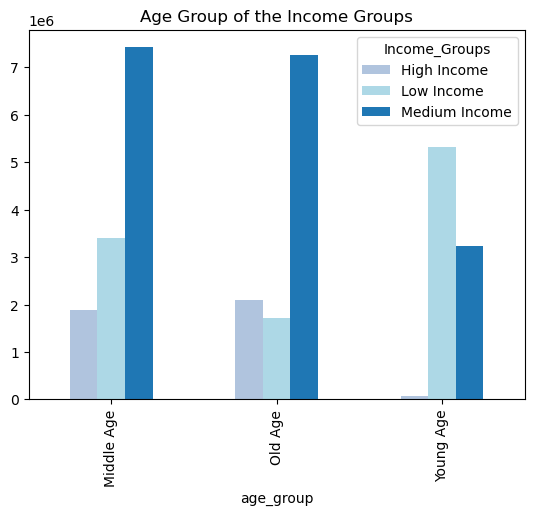 Age Group of the Income Groups
1e6
Income_Groups
High Income
Low Income
Medium Income
7
6
5
4
3
2
1
0
Middle Age
Old Age
Young Age
age_group